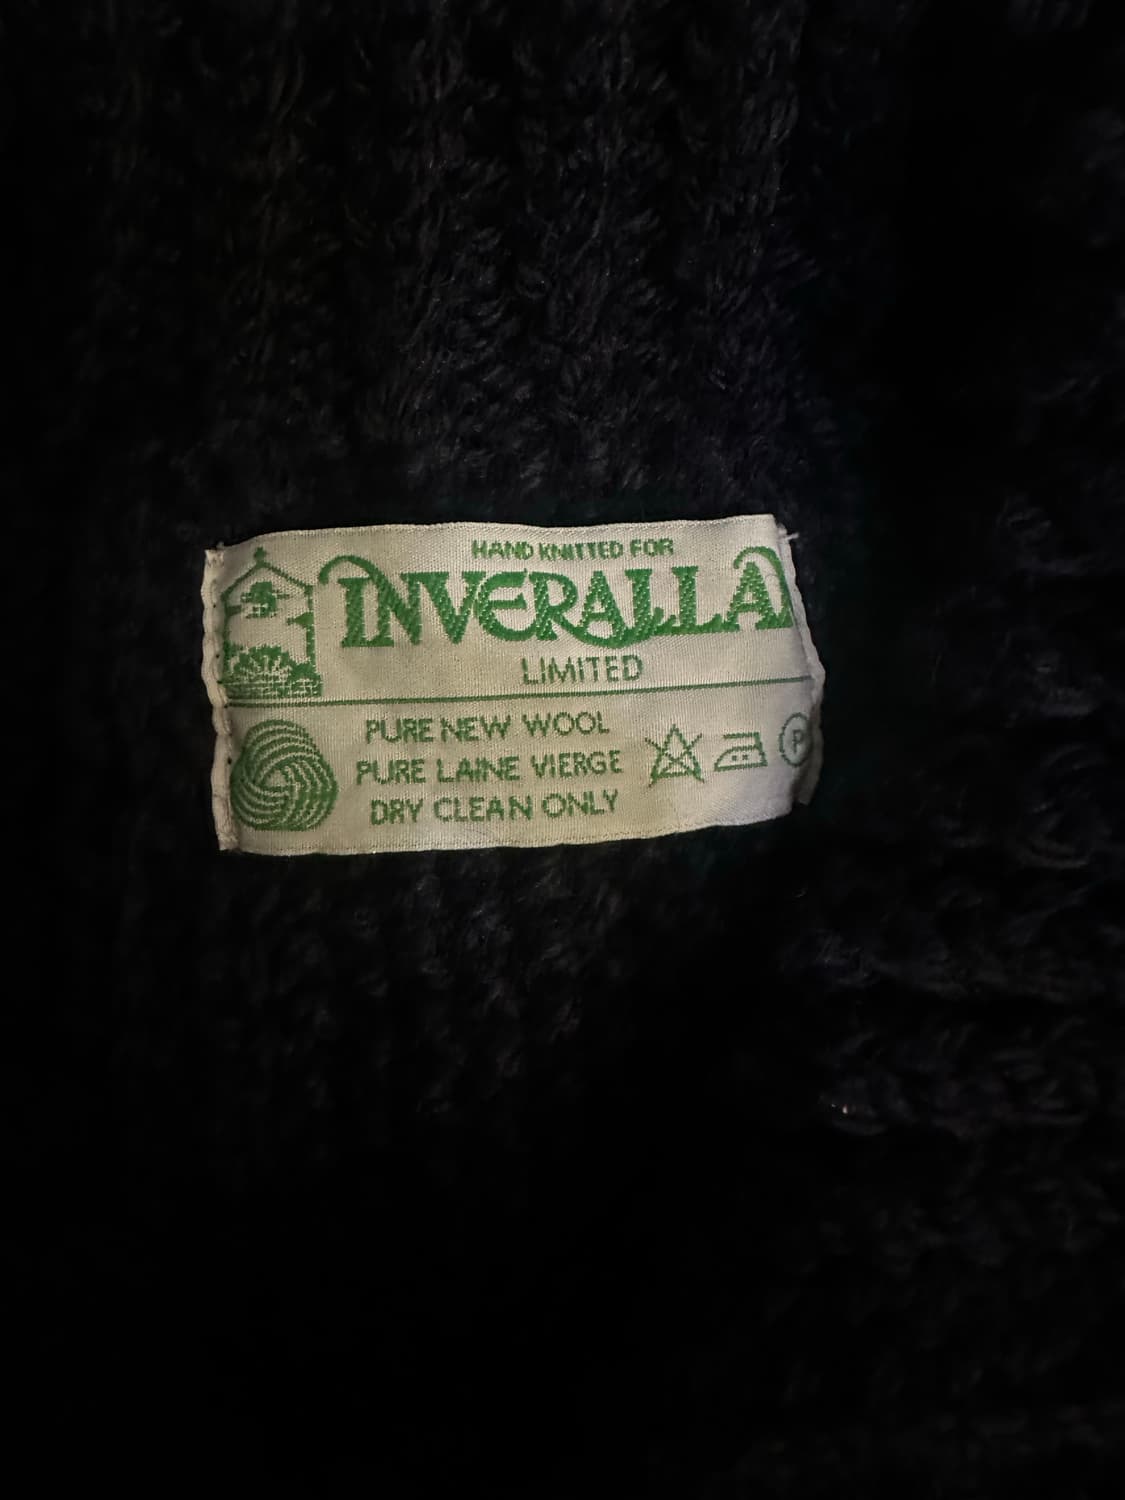 HAND KNITTED FOR
INVERALLA
LIMITED
PURE NEW WOOL
PURE LAINE VIERGE
DRY CLEAN ONLY
P